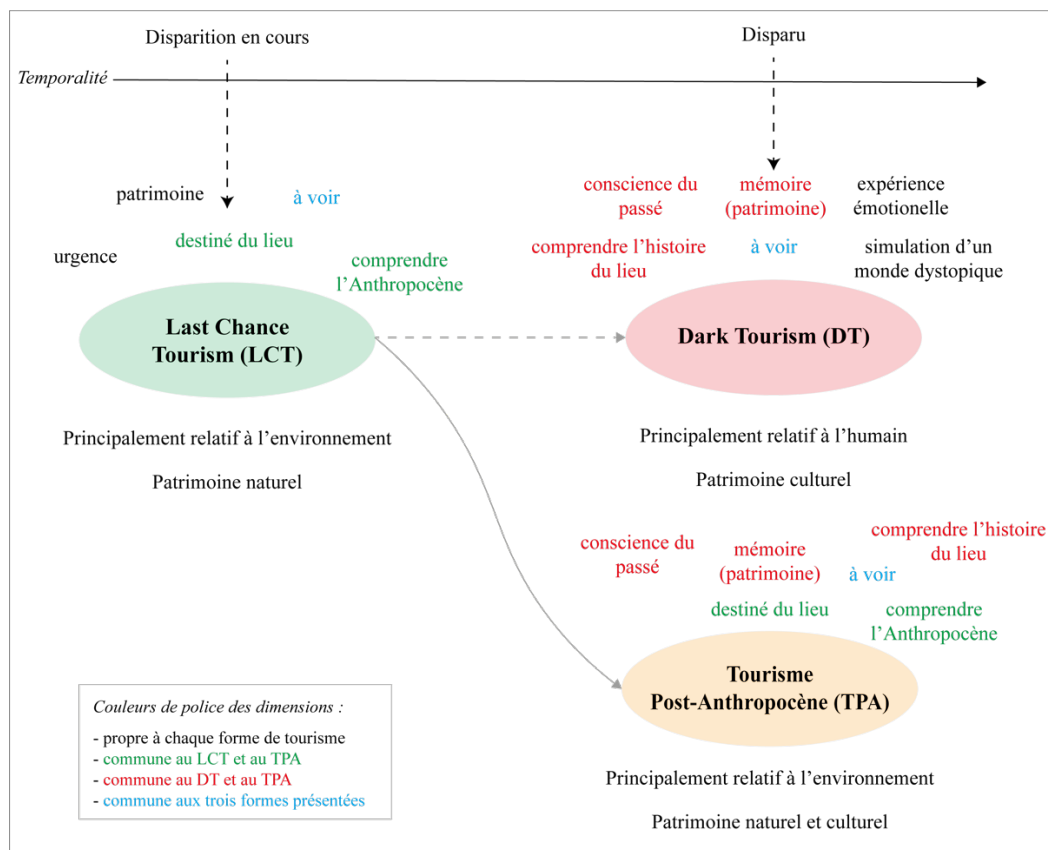 Disparition en cours
Disparu
Temporalité
patrimoine
à voir
urgence
destiné du lieu
comprendre
l’Anthropocène
Last Chance
Tourism (LCT)
Principalement relatif à l’environnement
Patrimoine naturel
conscience du
passé
mémoire
(patrimoine)
expérience
émotionelle
comprendre l’histoire
du lieu
à voir
simulation d’un
monde dystopique
Dark Tourism (DT)
Principalement relatif à l’humain
Patrimoine culturel
conscience du
passé
mémoire
(patrimoine)
à voir
comprendre l’histoire
du lieu
destiné du lieu
comprendre
l’Anthropocène
Tourisme
Post-Anthropocène (TPA)
Principalement relatif à l’environnement
Patrimoine naturel et culturel
Couleurs de police des dimensions :
- propre à chaque forme de tourisme
- commune au LCT et au TPA
- commune au DT et au TPA
- commune aux trois formes présentées